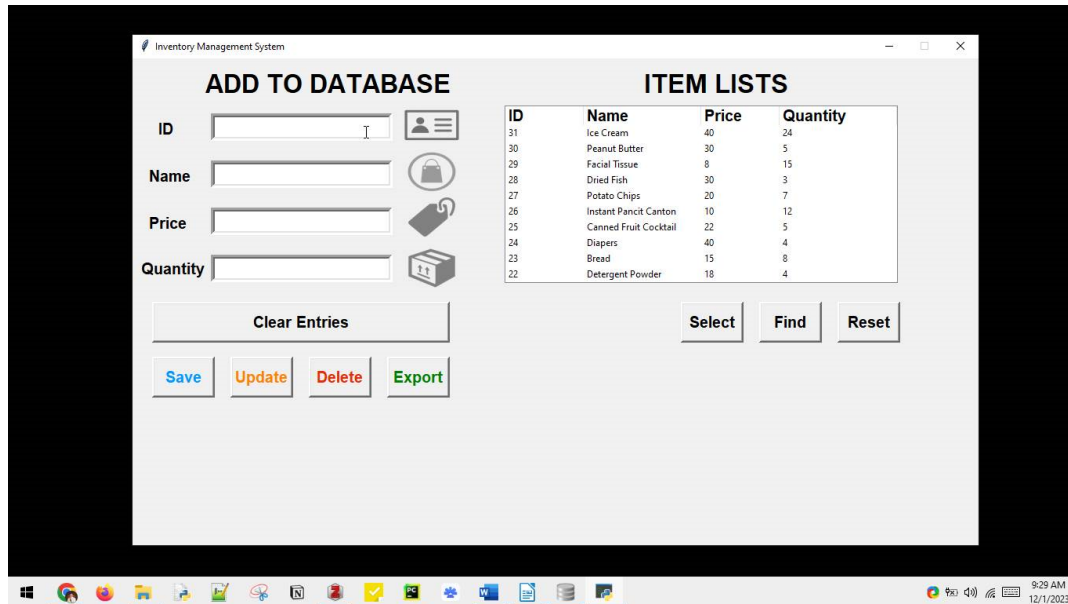 Inventory Management System
ADD TO DATABASE
ID
Name
Price
Quantity
Clear Entries
Save Update Delete Export
ITEM LISTS
ID Name Price Quantity
31 Ice Cream 40 24
30 Peanut Butter 30 5
29 Facial Tissue 8 15
28 Dried Fish 30 3
27 Potato Chips 20 7
26 Instant Pancit Canton 10 12
25 Canned Fruit Cocktail 22 5
24 Diapers 40 4
23 Bread 15 8
22 Detergent Powder 18 4
Select Find Reset
9:29 AM
12/1/2023